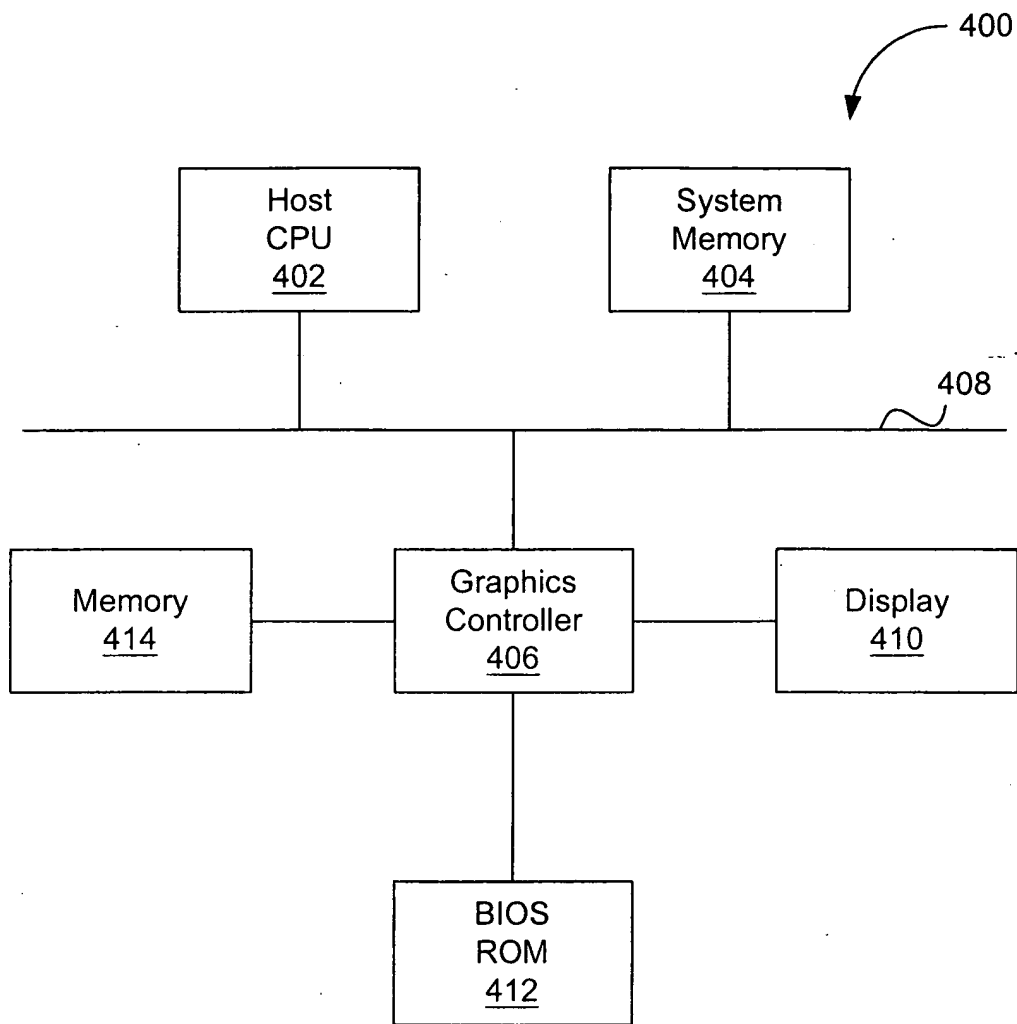 400
Host
CPU
402
System
Memory
404
408
Memory
414
Graphics
Controller
406
Display
410
BIOS
ROM
412